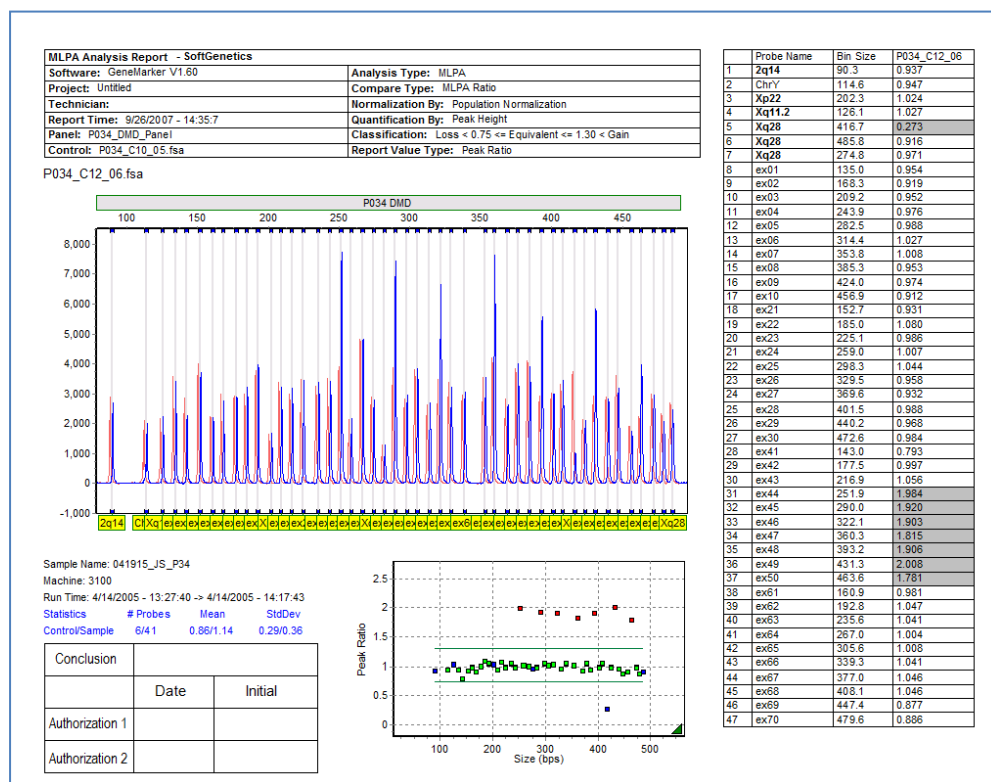 MLPA Analysis Report - SoftGenetics
Software: GeneMarker V1.60 Analysis Type: MLPA
Project: Untitled Compare Type: MLPA Ratio
Technician: Normalization By: Population Normalization
Report Time: 9/26/2007 - 14:35:7 Quantification By: Peak Height
Panel: P034_DMD_Panel Classification: Loss < 0.75 <= Equivalent <= 1.30 < Gain
Control: P034_C10_05.fsa Report Value Type: Peak Ratio
P034_C12_06.fsa
P034 DMD
100 150 200 250 300 350 400 450
8,000
7,000
6,000
5,000
4,000
3,000
2,000
1,000
0
-1,000
2q14 Xq28
Sample Name: 041915_JS_P34
Machine: 3100
Run Time: 4/14/2005 - 13:27:40 -> 4/14/2005 - 14:17:43
Statistics # Probes Mean StdDev
Control/Sample 6/41 0.86/1.14 0.29/0.36
Conclusion
Date Initial
Authorization 1
Authorization 2
Peak Ratio
2.5
2
1.5
1
0.5
0
100 200 300 400 500
Size (bps)
Probe Name Bin Size P034_C12_06
1 2q14 90.3 0.937
2 ChrY 114.6 0.947
3 Xp22 202.3 1.024
4 Xq11.2 126.1 1.027
5 Xq28 416.7 0.273
6 Xq28 485.8 0.916
7 Xq28 274.8 0.971
8 ex01 135.0 0.954
9 ex02 168.3 0.919
10 ex03 209.2 0.952
11 ex04 243.9 0.976
12 ex05 282.5 0.988
13 ex06 314.4 1.027
14 ex07 353.8 1.008
15 ex08 385.3 0.953
16 ex09 424.0 0.974
17 ex10 456.9 0.912
18 ex21 152.7 0.931
19 ex22 185.0 1.080
20 ex23 225.1 0.986
21 ex24 259.0 1.007
22 ex25 298.3 1.044
23 ex26 329.5 0.958
24 ex27 369.6 0.932
25 ex28 401.5 0.988
26 ex29 440.2 0.968
27 ex30 472.6 0.984
28 ex41 143.0 0.793
29 ex42 177.5 0.997
30 ex43 216.9 1.056
31 ex44 251.9 1.984
32 ex45 290.0 1.920
33 ex46 322.1 1.903
34 ex47 360.3 1.815
35 ex48 393.2 1.906
36 ex49 431.3 2.008
37 ex50 463.6 1.781
38 ex61 160.9 0.981
39 ex62 192.8 1.047
40 ex63 235.6 1.041
41 ex64 267.0 1.004
42 ex65 305.6 1.008
43 ex66 339.3 1.041
44 ex67 377.0 1.046
45 ex68 408.1 1.046
46 ex69 447.4 0.877
47 ex70 479.6 0.886